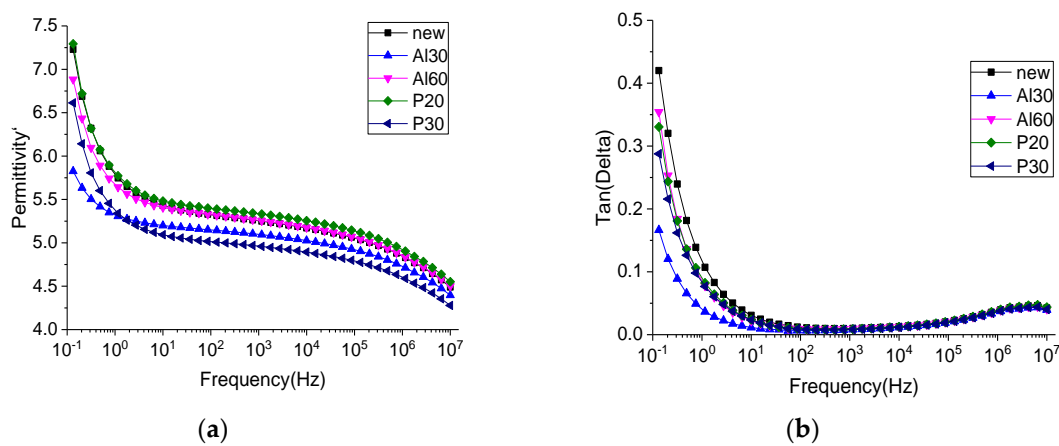 7.5
7.0
6.5
6.0
5.5
5.0
4.5
4.0
Permittivity‘
10-1 100 101 102 103 104 105 106 107
Frequency(Hz)
new
Al30
Al60
P20
P30
(a)
0.5
0.4
0.3
0.2
0.1
0.0
Tan(Delta)
10-1 100 101 102 103 104 105 106 107
Frequency(Hz)
new
Al30
Al60
P20
P30
(b)